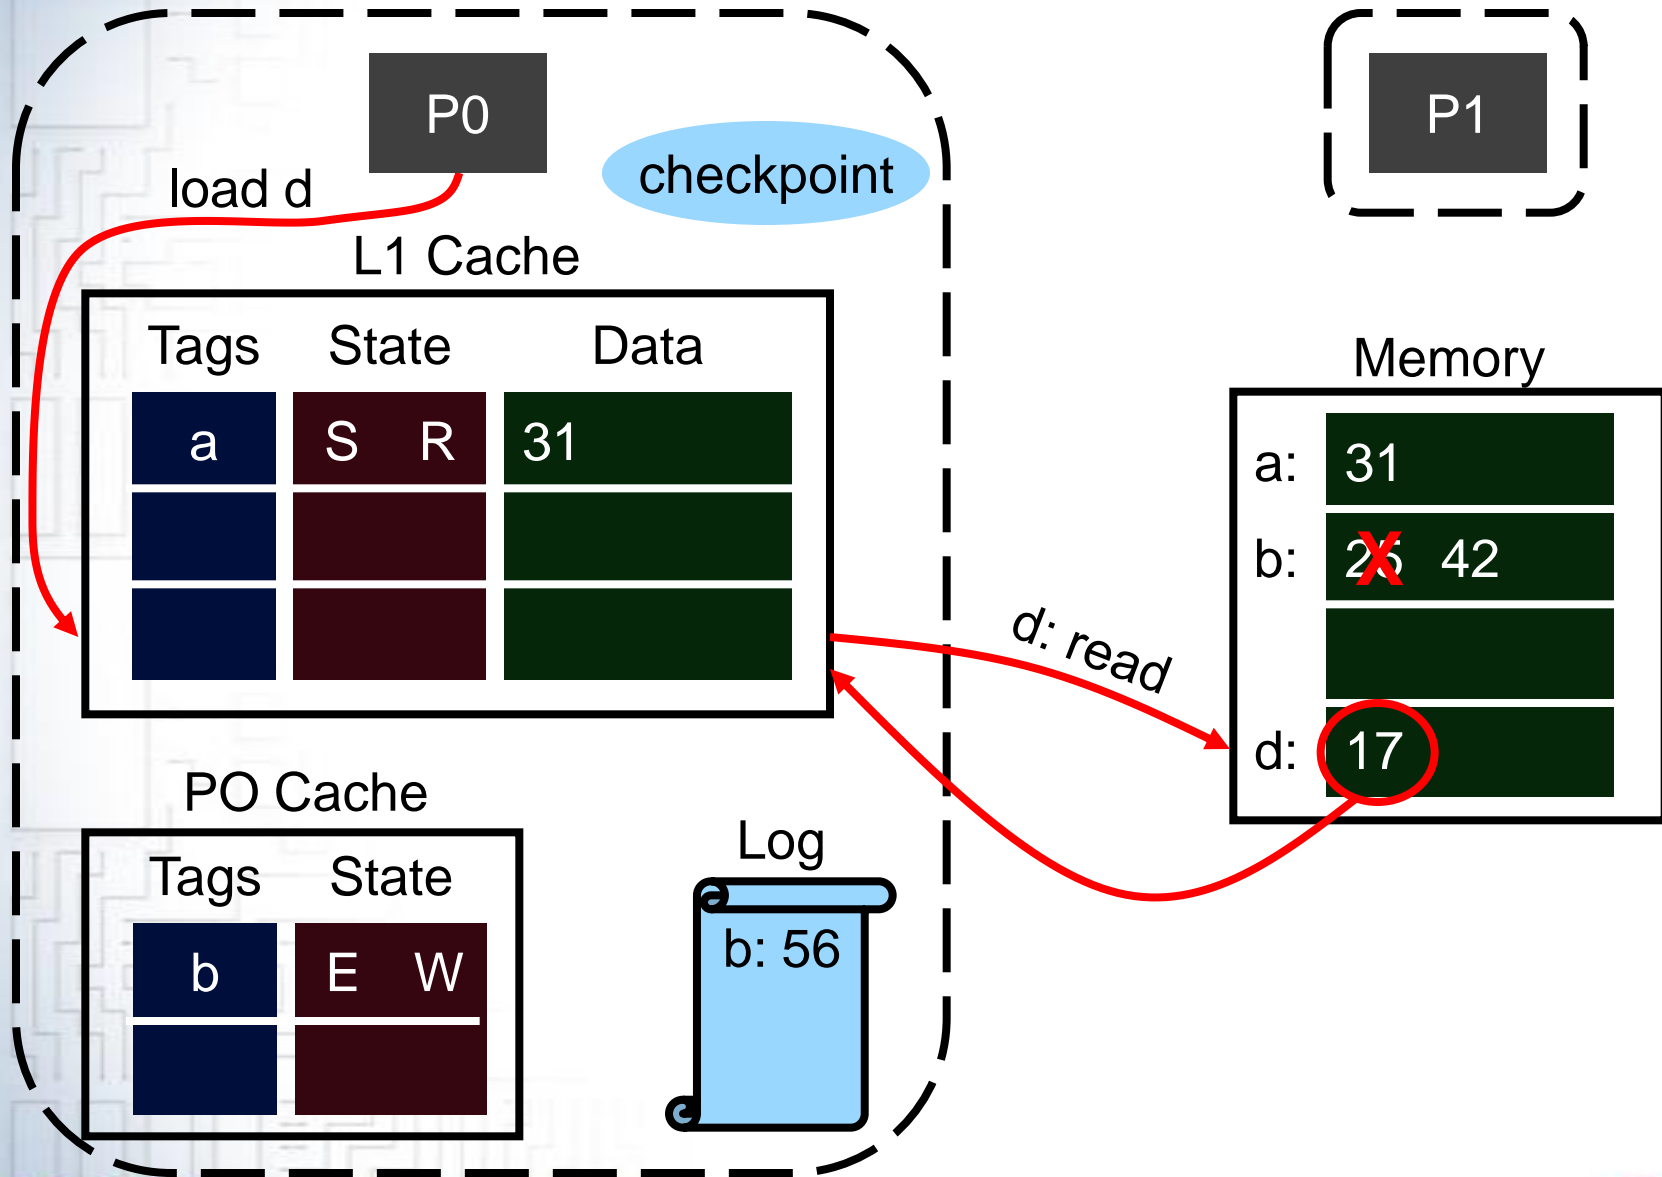 P0
P1
checkpoint
load d
L1 Cache
Tags State Data
a S R 31
Memory
a: 31
b: 25 X 42
d: read
d: 17
PO Cache
Tags State
b E W
Log
b: 56